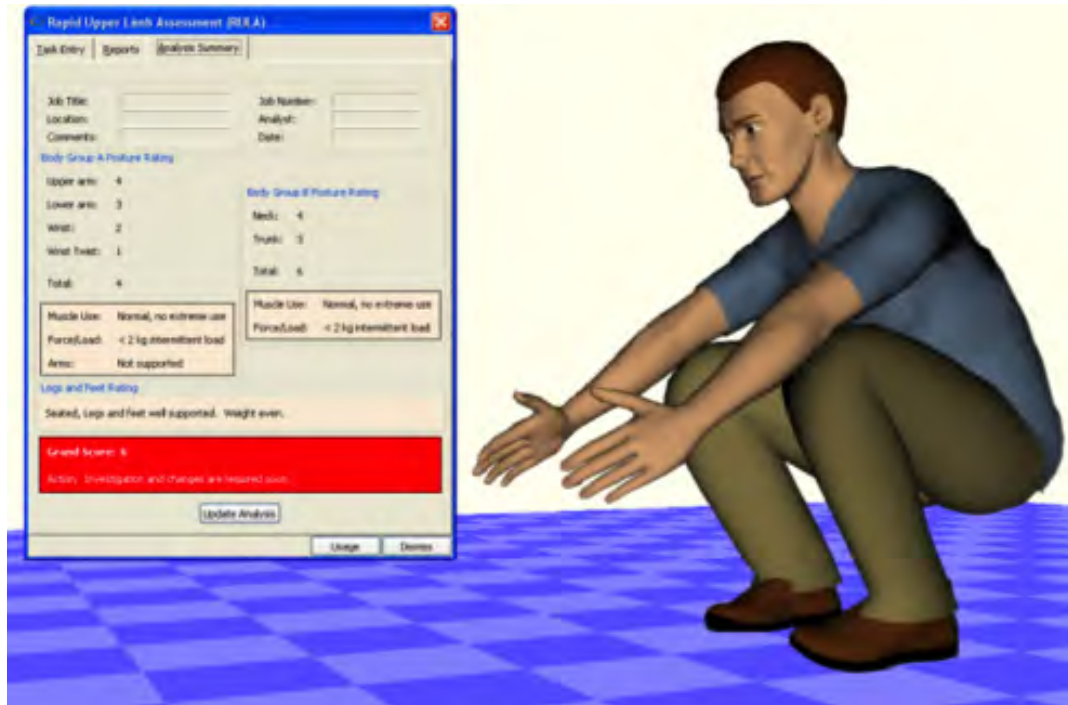 Rapid Upper Limb Assessment (RULA)
Task Entry Reports Analysis Summary
Job Title: Job Number:
Location: Analyst:
Comments: Date:
Body Group A Posture Rating
Upper arm: 4
Lower arm: 3
Wrist: 2
Wrist Twist: 1
Total: 4
Muscle Use: Normal, no extreme use
Force/Load: < 2 kg intermittent load
Arms: Not supported
Body Group B Posture Rating
Neck: 4
Trunk: 3
Total: 6
Muscle Use: Normal, no extreme use
Force/Load: < 2 kg intermittent load
Legs and Feet Rating
Seated, Legs and feet well supported. Weight even.
Grand Score: 6
Action: Investigation and changes are required soon.
Update Analysis
Usage Dismiss